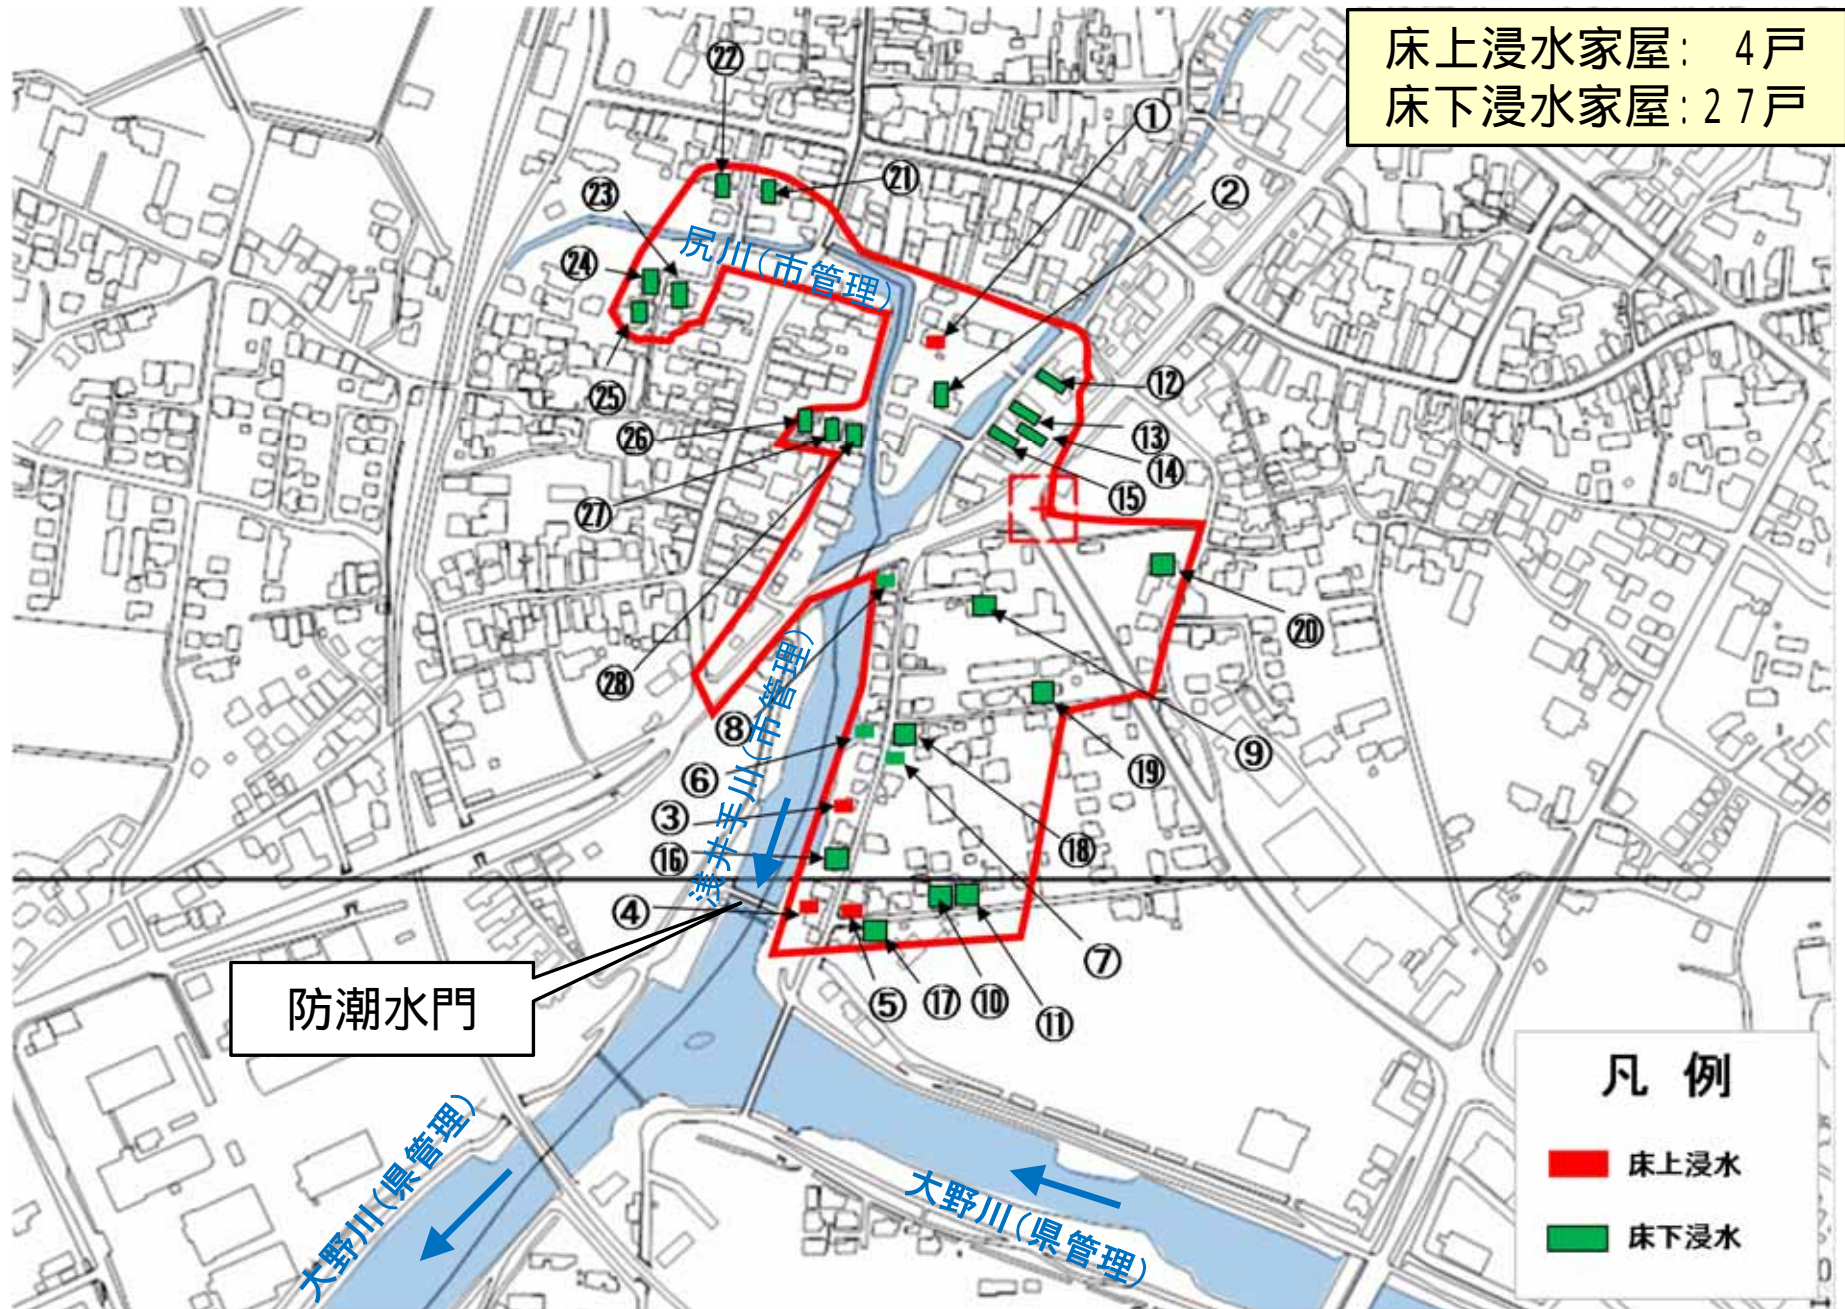 床上浸水家屋： 4戸
床下浸水家屋：27戸
㉒
①
㉑
②
㉓
尻川（市管理）
㉔
⑫
㉕
㉖
⑬
⑭
⑮
㉗
⑳
㉘
⑧
浅井手川（市管理）
⑨
⑲
⑥
③
⑱
⑯
④
⑦
⑤
⑰
⑩
⑪
防潮水門
大野川（県管理）
大野川（県管理）
凡 例
床上浸水
床下浸水